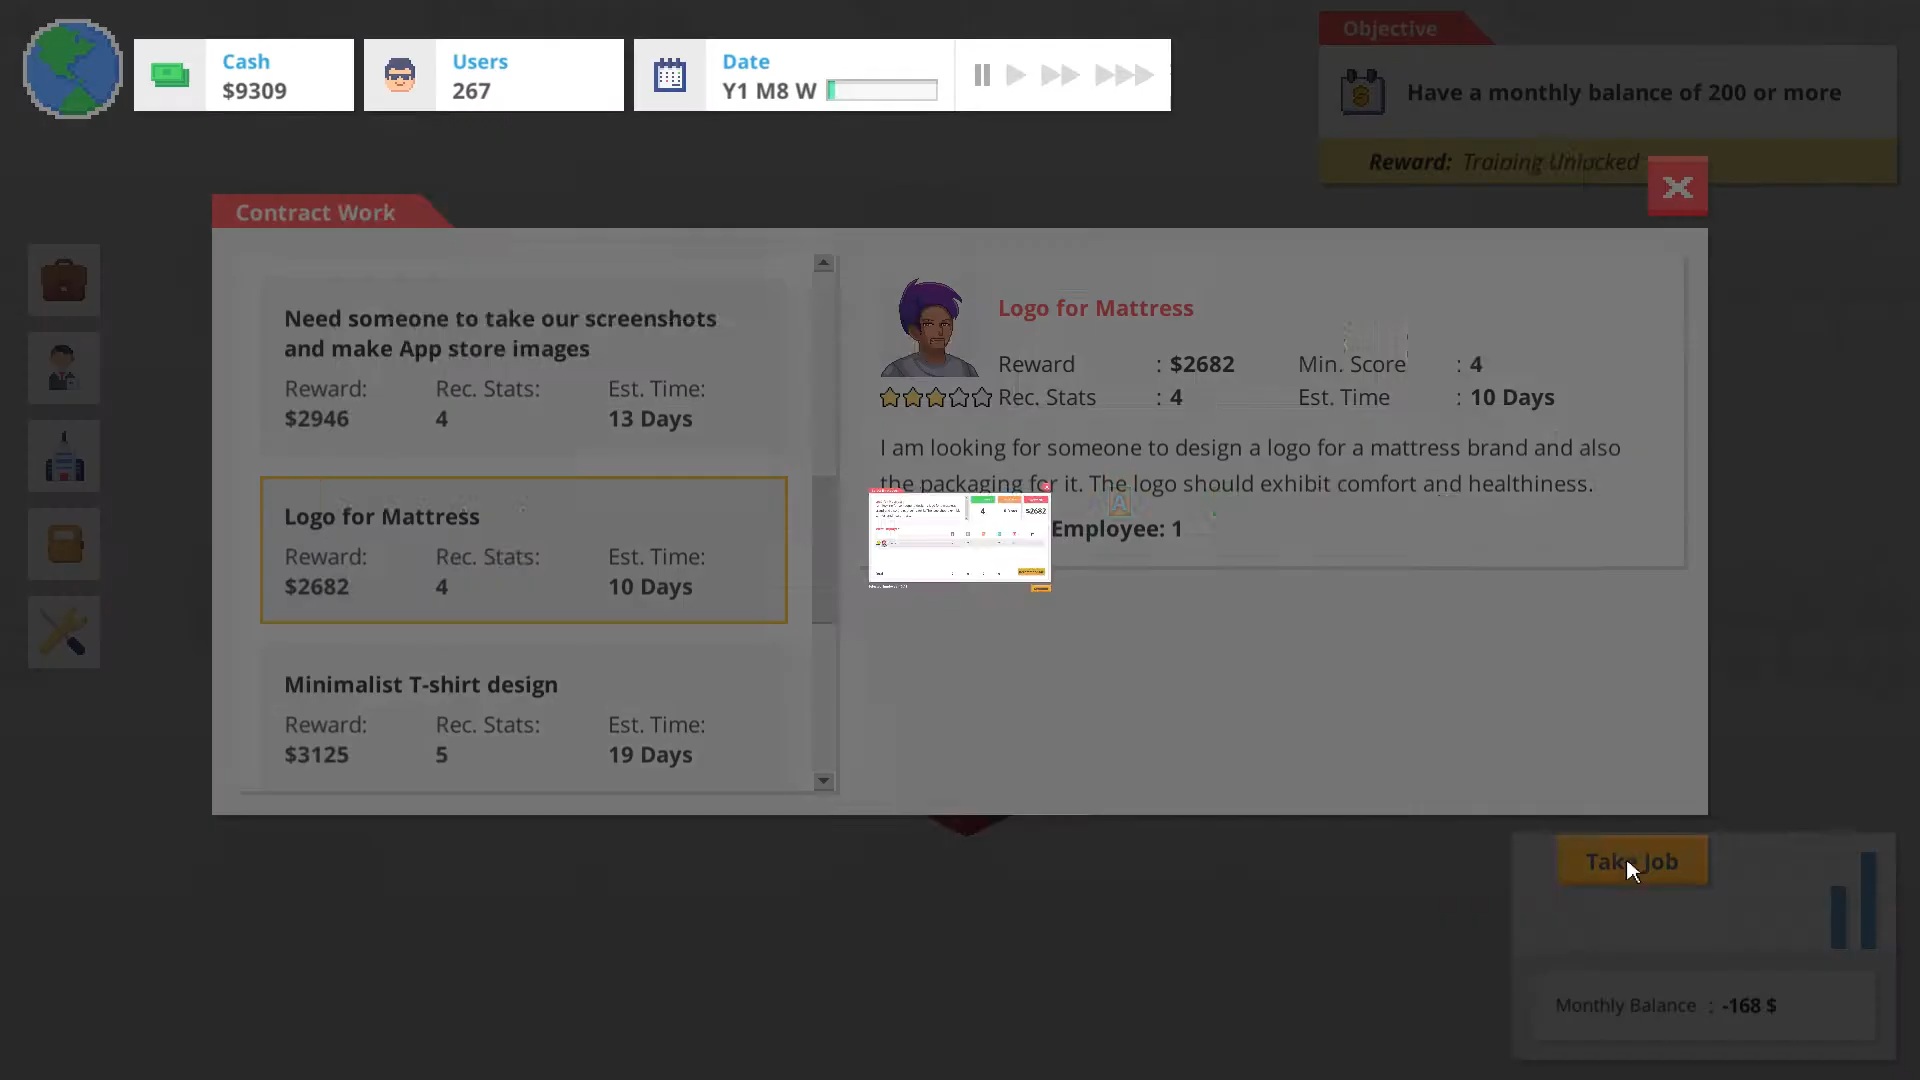 Cash
$9309
Users
267
Date
Y1 M8 W
Objective
Have a monthly balance of 200 or more
Reward: Training Unlocked
Contract Work
Need someone to take our screenshots
and make App store images
Reward: Rec. Stats: Est. Time:
$2946 4 13 Days
Logo for Mattress
Reward: Rec. Stats: Est. Time:
$2682 4 10 Days
Minimalist T-shirt design
Reward: Rec. Stats: Est. Time:
$3125 5 19 Days
Logo for Mattress
Reward : $2682 Min. Score : 4
Rec. Stats : 4 Est. Time : 10 Days
I am looking for someone to design a logo for a mattress brand and also
the packaging for it. The logo should exhibit comfort and healthiness.
Employee: 1
4 $2682
Take Job
Monthly Balance : -168 $